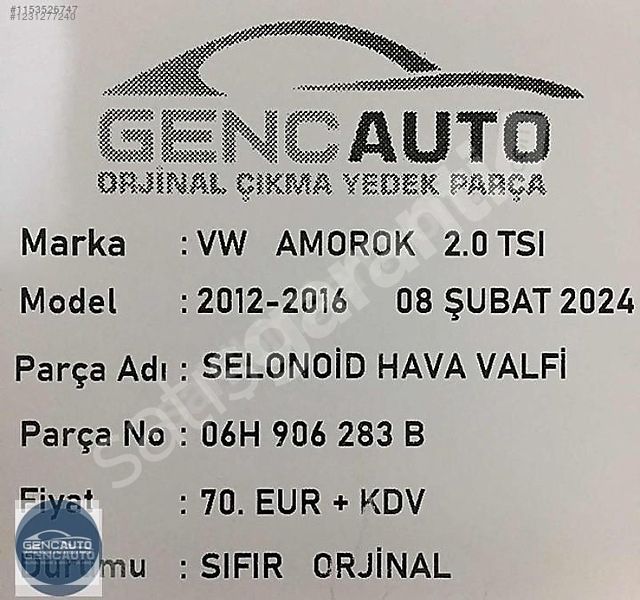 #1153526747
#1231277240
GENCAUTO
ORJİNAL ÇIKMA YEDEK PARÇA
Marka : VW AMOROK 2.0 TSI
Model : 2012-2016 08 ŞUBAT 2024
Parça Adı : SELONOİD HAVA VALFİ
Parça No : 06H 906 283 B
Fiyat : 70. EUR + KDV
Durumu : SIFIR ORJİNAL
GENCAUTO
GENCAUTO